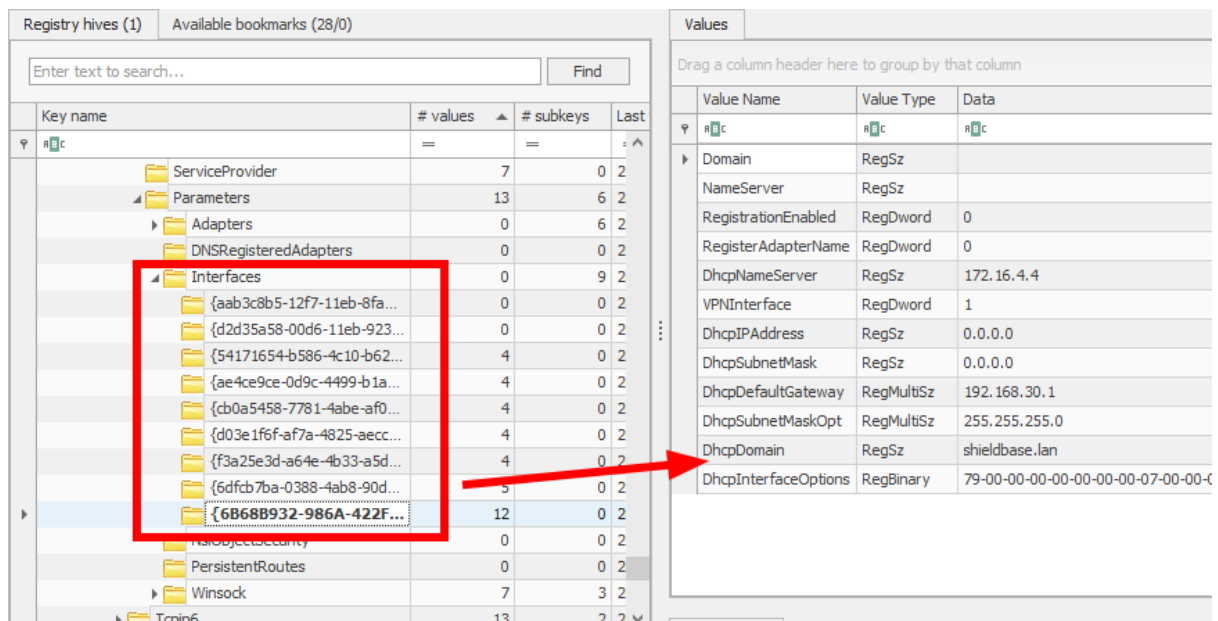 Registry hives (1) Available bookmarks (28/0)
Enter text to search... Find
Key name # values # subkeys Last
= =
ServiceProvider 7 0 2
Parameters 13 6 2
Adapters 0 6 2
DNSRegisteredAdapters 0 0 2
Interfaces 0 9 2
{aab3c8b5-12f7-11eb-8fa... 0 0 2
{d2d35a58-00d6-11eb-923... 0 0 2
{54171654-b586-4c10-b62... 4 0 2
{ae4ce9ce-0d9c-4499-b1a... 4 0 2
{cb0a5458-7781-4abe-af0... 4 0 2
{d03e1f6f-af7a-4825-aecc... 4 0 2
{f3a25e3d-a64e-4b33-a5d... 4 0 2
{6dfcb7ba-0388-4ab8-90d... 5 0 2
{6B68B932-986A-422F... 12 0 2
NsiObjectSecurity 0 0 2
PersistentRoutes 0 0 2
Winsock 7 3 2
Tcpip6 13 2 2
Values
Drag a column header here to group by that column
Value Name Value Type Data
Domain RegSz
NameServer RegSz
RegistrationEnabled RegDword 0
RegisterAdapterName RegDword 0
DhcpNameServer RegSz 172.16.4.4
VPNInterface RegDword 1
DhcpIPAddress RegSz 0.0.0.0
DhcpSubnetMask RegSz 0.0.0.0
DhcpDefaultGateway RegMultiSz 192.168.30.1
DhcpSubnetMaskOpt RegMultiSz 255.255.255.0
DhcpDomain RegSz shieldbase.lan
DhcpInterfaceOptions RegBinary 79-00-00-00-00-00-00-00-07-00-00-0